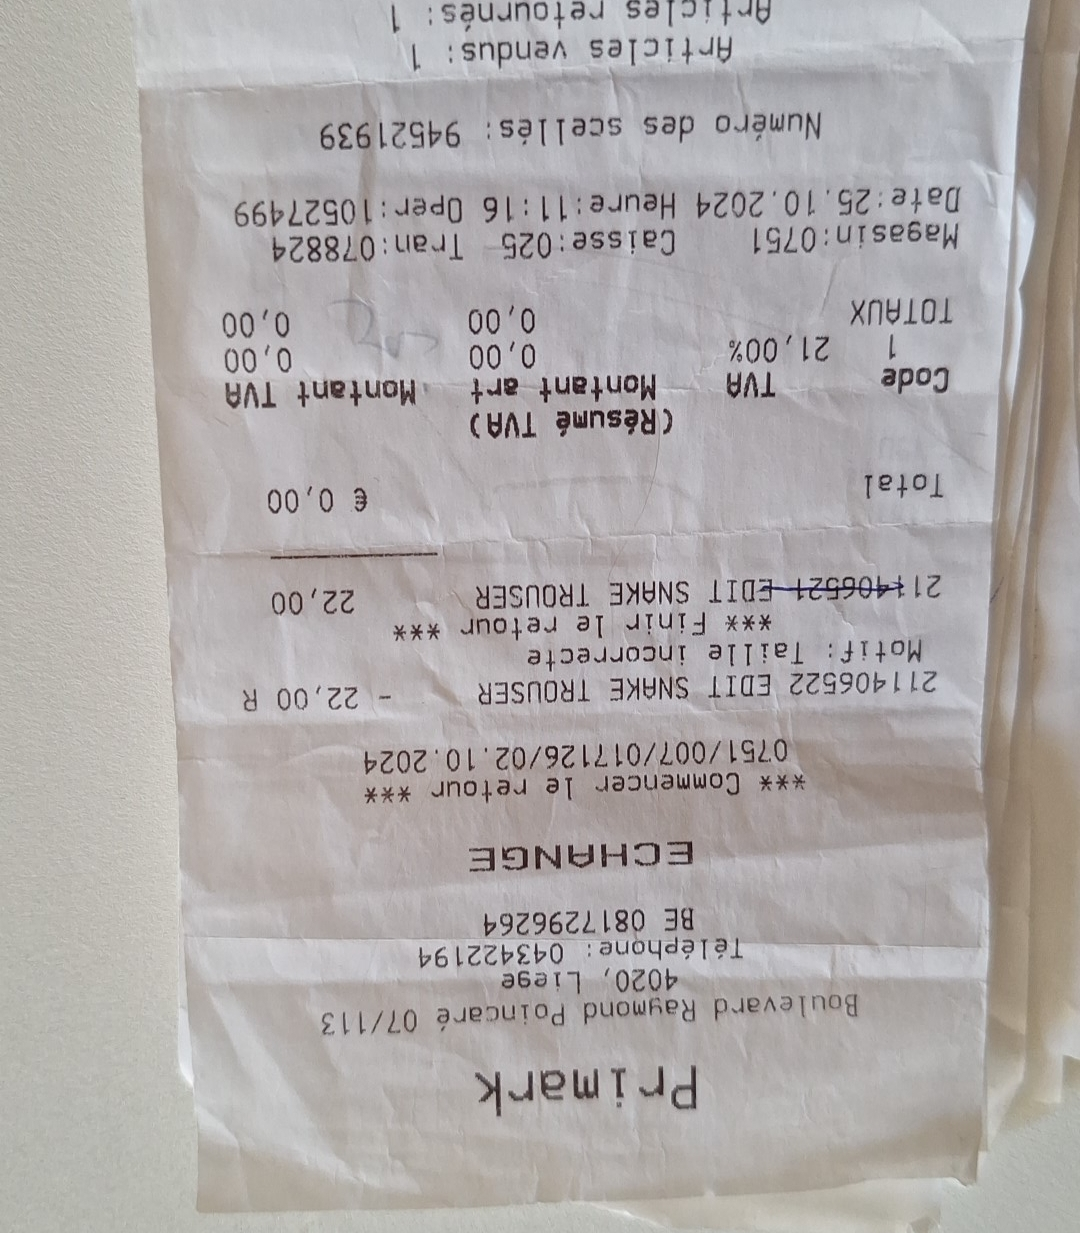 Primark
Boulevard Raymond Poincaré 07/113
4020, Liege
Téléphone: 043422194
BE 0817296264
ECHANGE
*** Commencer le retour ***
0751/007/017126/02.10.2024
211406522 EDIT SNAKE TROUSER - 22,00 R
Motif: Taille incorrecte
*** Finir le retour ***
211406521 EDIT SNAKE TROUSER 22,00
Total € 0,00
(Résumé TVA)
Code TVA Montant art Montant TVA
1 21,00% 0,00 0,00
TOTAUX 0,00 0,00
Magasin:0751 Caisse:025 Tran:078824
Date:25.10.2024 Heure:11:16 Oper:10527499
Numéro des scellés: 94521939
Articles vendus: 1
Articles retournés: 1